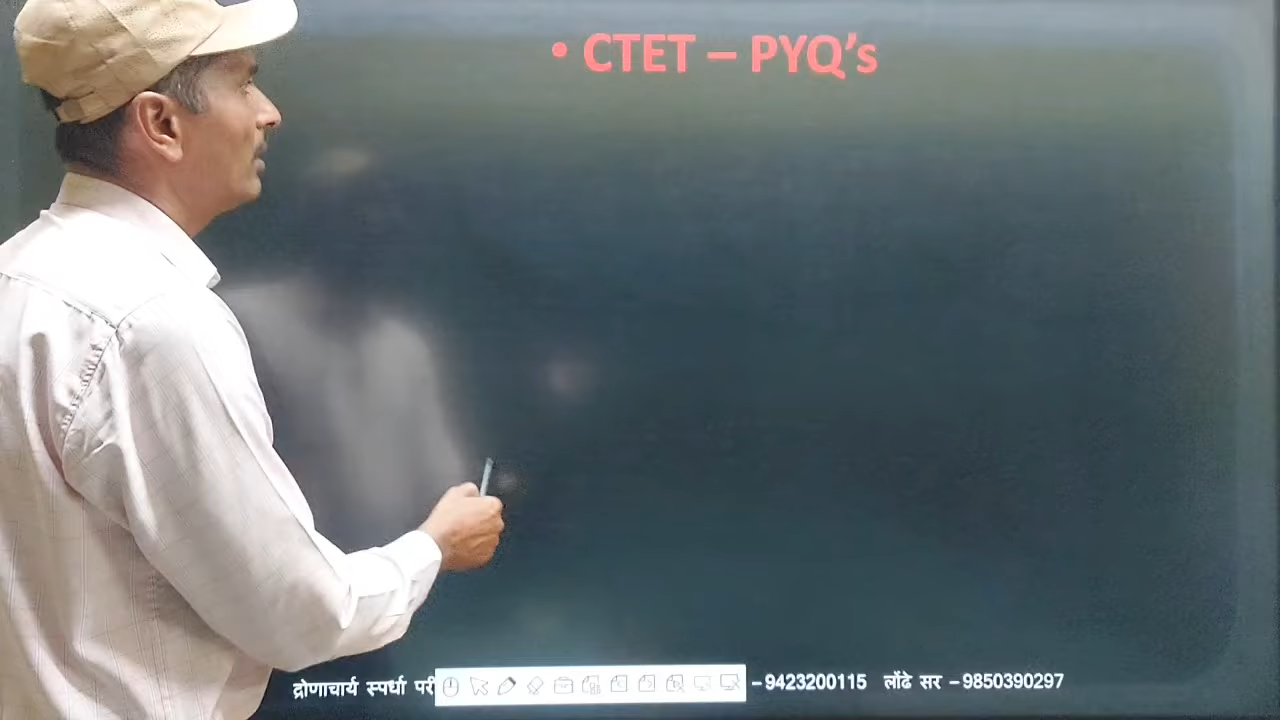 • CTET – PYQ’s
द्रोणाचार्य स्पर्धा परी – 9423200115 लोंढे सर – 9850390297